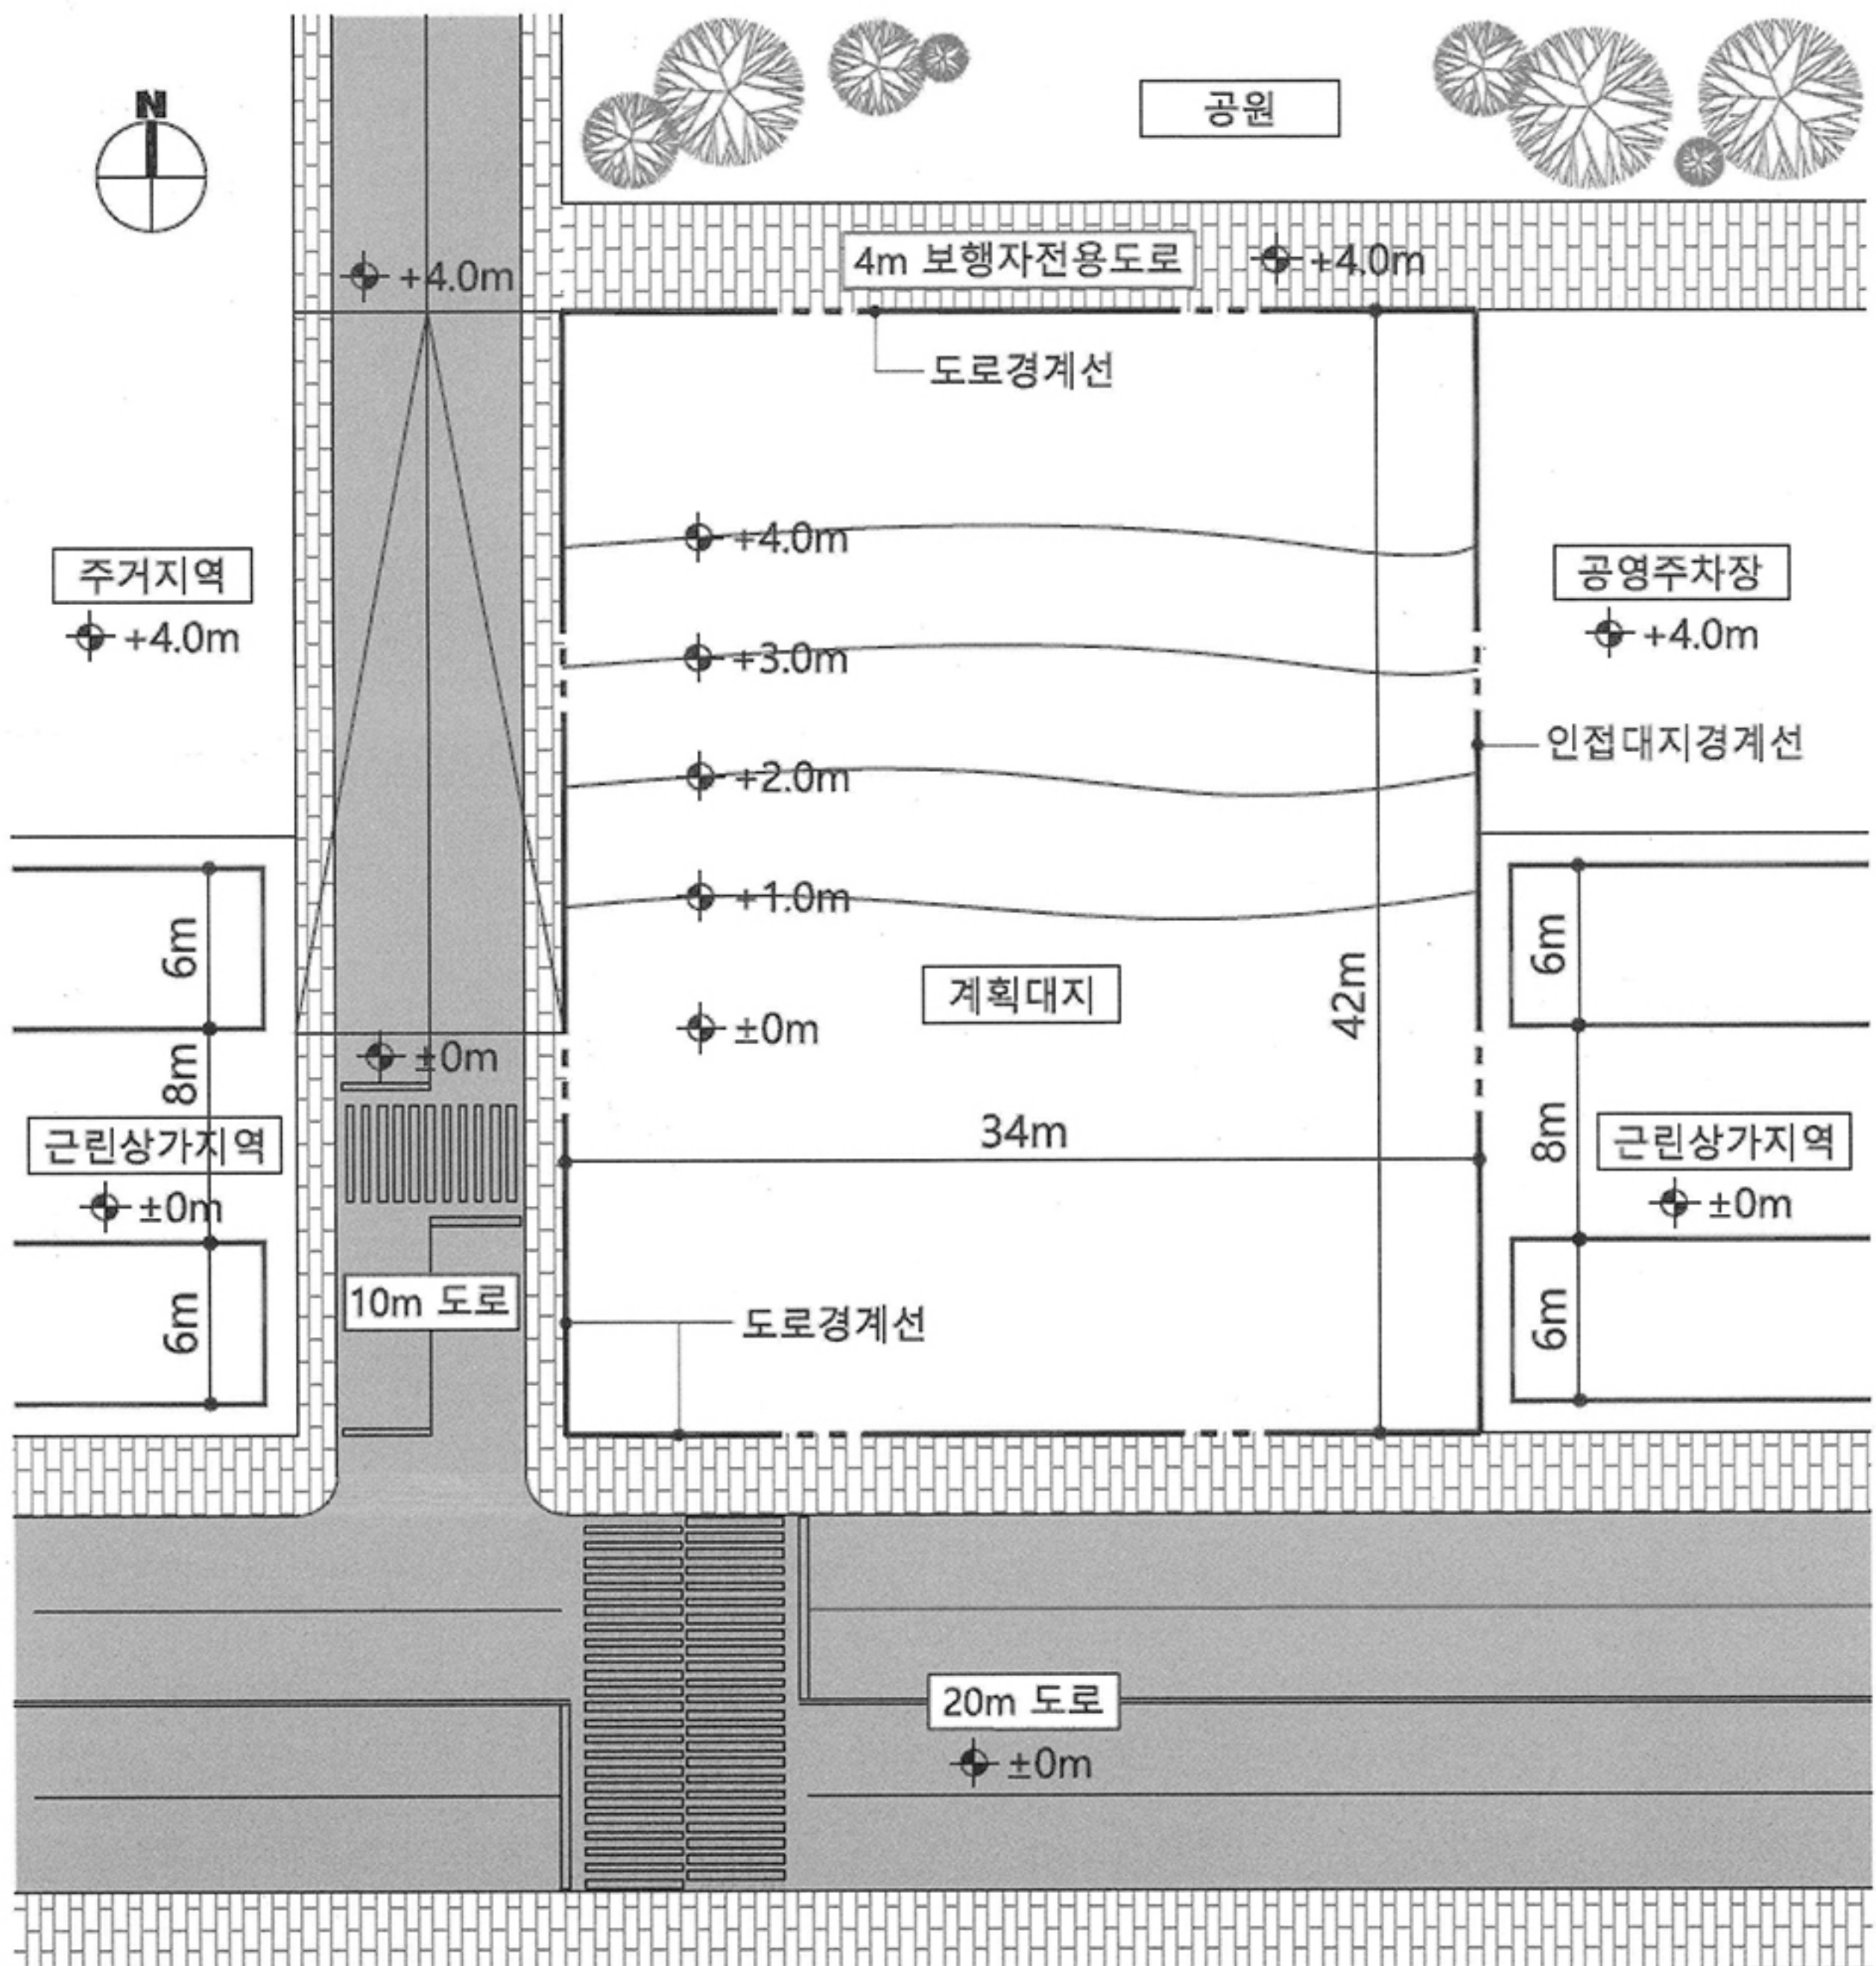 N
공원
4m 보행자전용도로
+4.0m
+4.0m
도로경계선
+4.0m
주거지역
+4.0m
공영주차장
+4.0m
+3.0m
인접대지경계선
+2.0m
+1.0m
6m
6m
계획대지
42m
±0m
±0m
8m
8m
34m
근린상가지역
±0m
근린상가지역
±0m
10m 도로
도로경계선
6m
6m
20m 도로
±0m